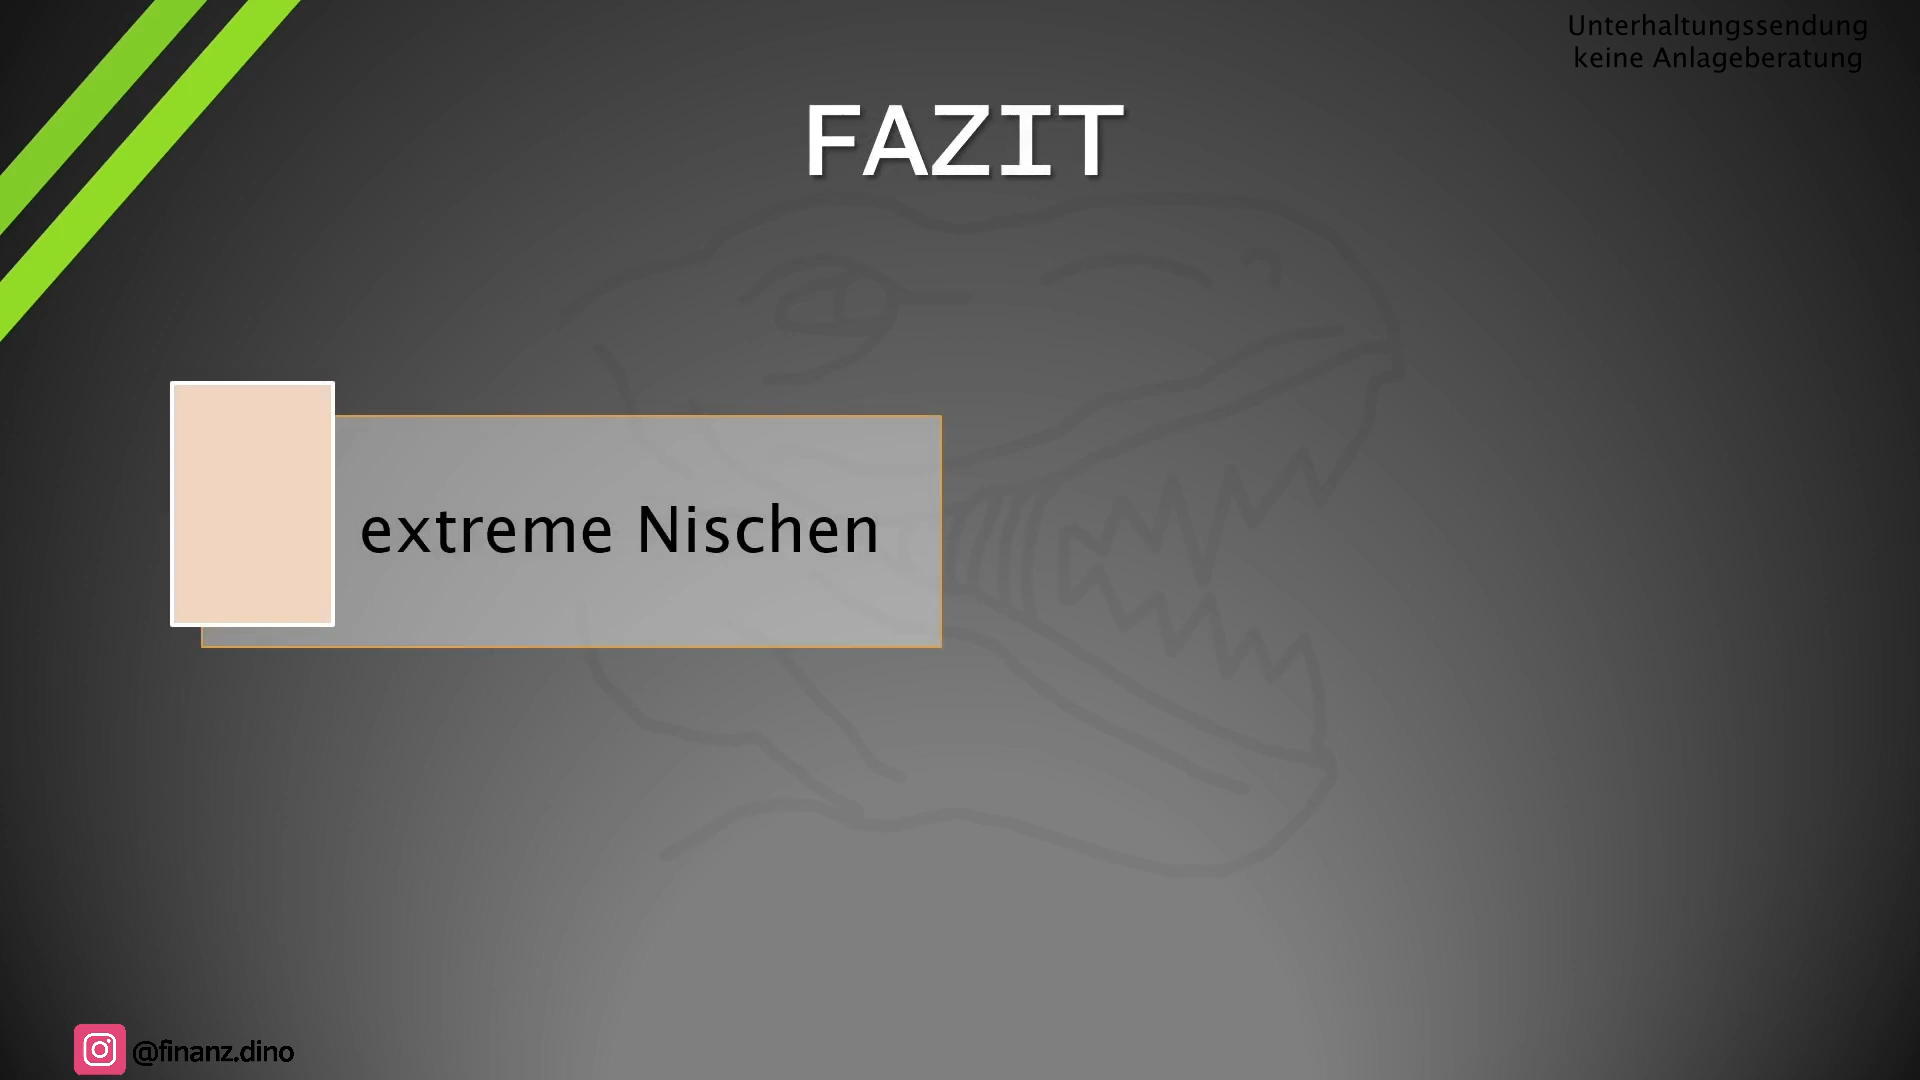 Unterhaltungssendung
keine Anlageberatung
FAZIT
extreme Nischen
@finanz.dino